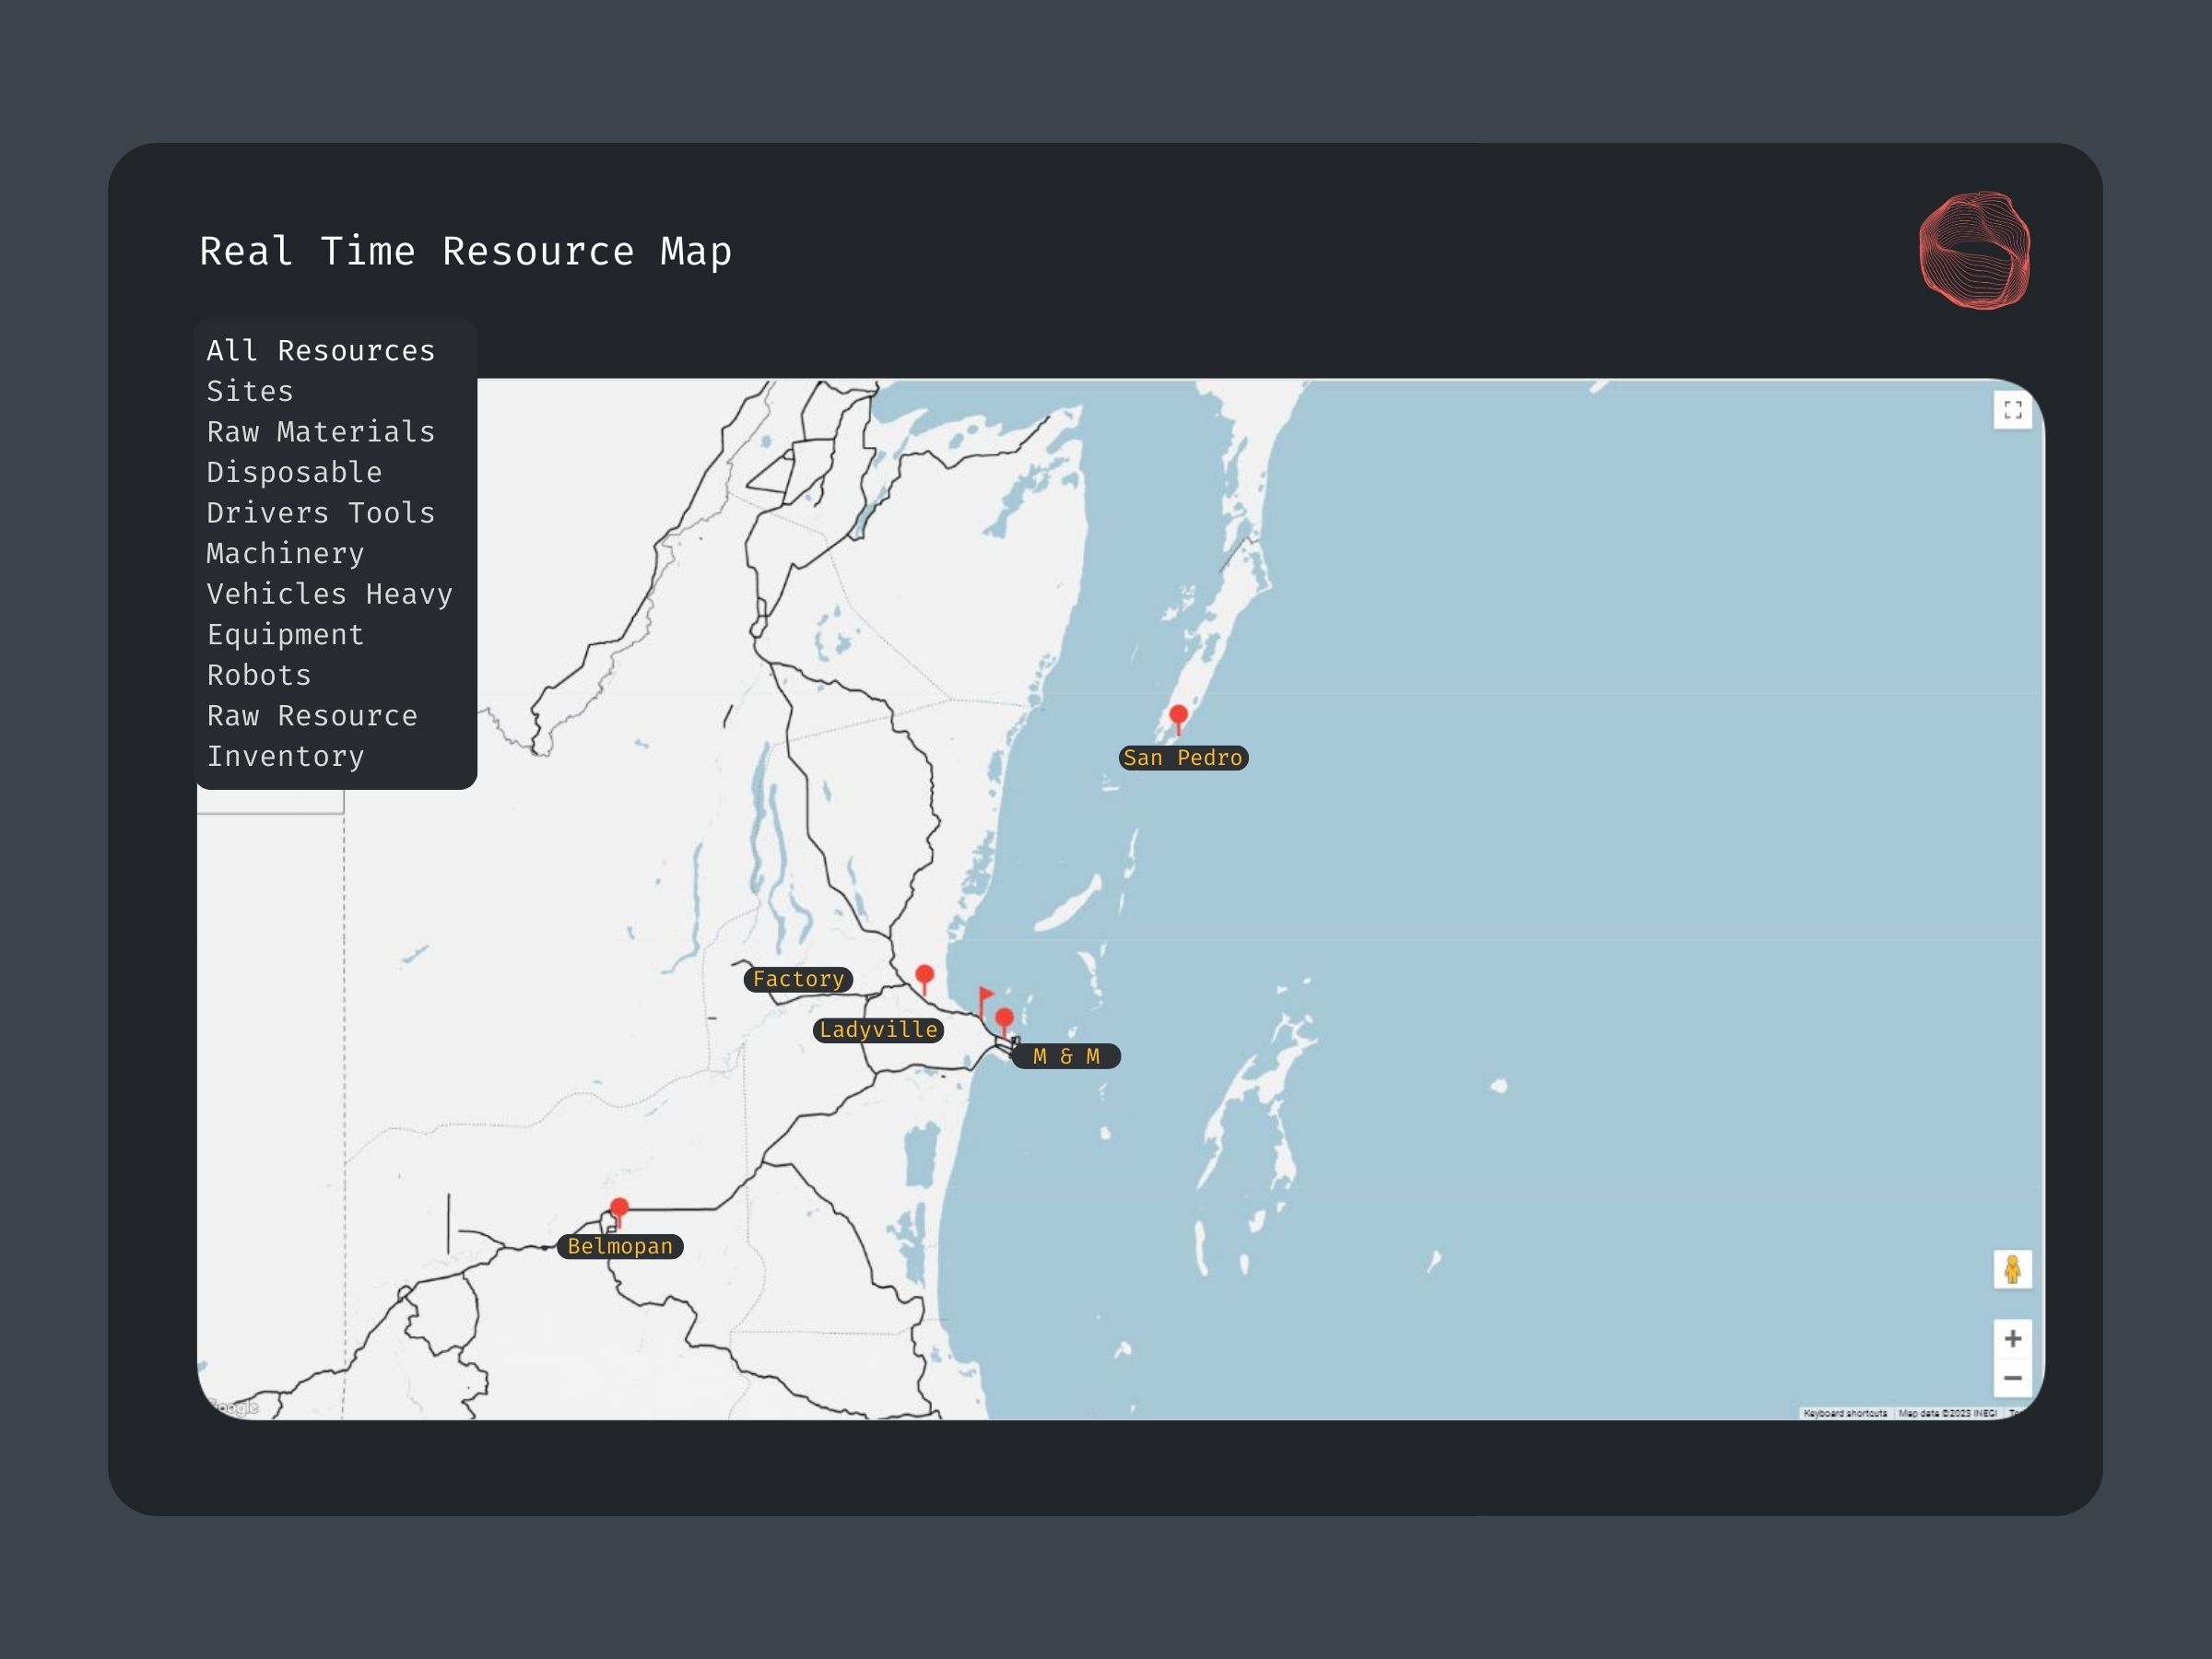 Real Time Resource Map
All Resources
Sites
Raw Materials
Disposable
Drivers Tools
Machinery
Vehicles Heavy
Equipment
Robots
Raw Resource
Inventory
San Pedro
Factory
Ladyville
M & M
Belmopan
Google
Keyboard shortcuts
Map data ©2023 INEGI